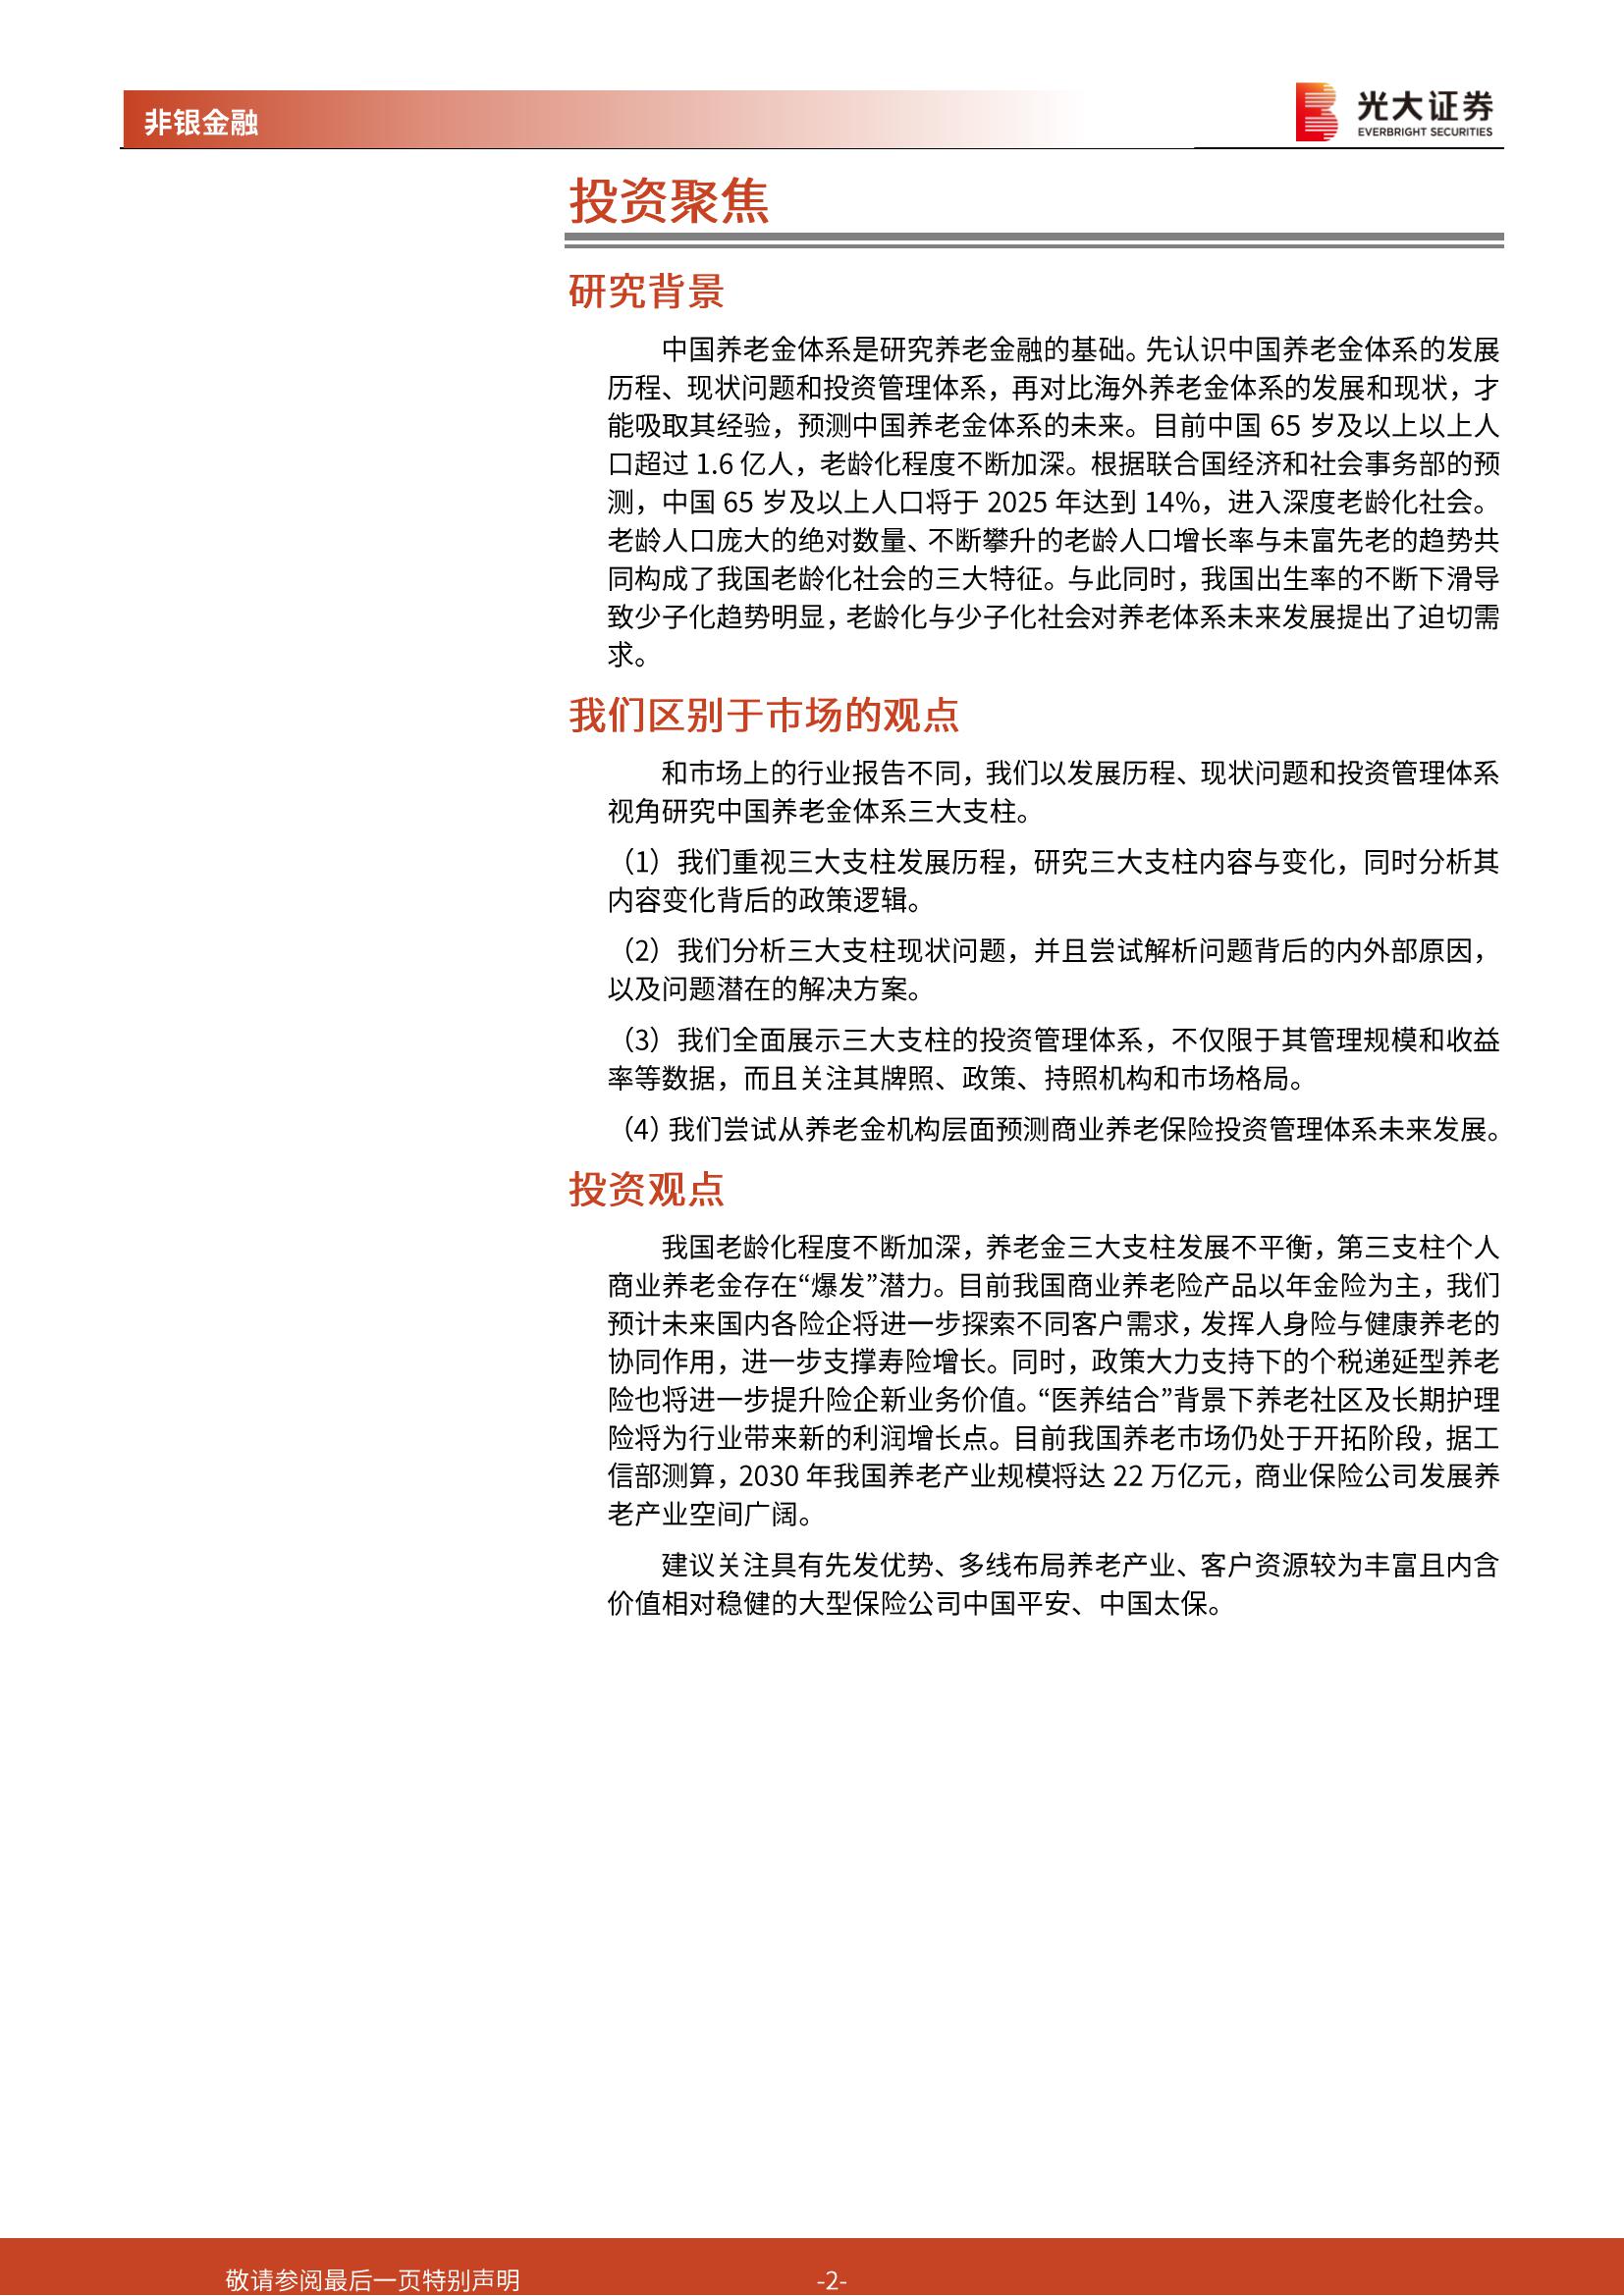 非银金融
光大证券
EVERBRIGHT SECURITIES
投资聚焦
研究背景
中国养老金体系是研究养老金融的基础。先认识中国养老金体系的发展
历程、现状问题和投资管理体系，再对比海外养老金体系的发展和现状，才
能吸取其经验，预测中国养老金体系的未来。目前中国 65 岁及以上以上人
口超过 1.6 亿人，老龄化程度不断加深。根据联合国经济和社会事务部的预
测，中国 65 岁及以上人口将于 2025 年达到 14%，进入深度老龄化社会。
老龄人口庞大的绝对数量、不断攀升的老龄人口增长率与未富先老的趋势共
同构成了我国老龄化社会的三大特征。与此同时，我国出生率的不断下滑导
致少子化趋势明显，老龄化与少子化社会对养老体系未来发展提出了迫切需
求。
我们区别于市场的观点
和市场上的行业报告不同，我们以发展历程、现状问题和投资管理体系
视角研究中国养老金体系三大支柱。
（1）我们重视三大支柱发展历程，研究三大支柱内容与变化，同时分析其
内容变化背后的政策逻辑。
（2）我们分析三大支柱现状问题，并且尝试解析问题背后的内外部原因，
以及问题潜在的解决方案。
（3）我们全面展示三大支柱的投资管理体系，不仅限于其管理规模和收益
率等数据，而且关注其牌照、政策、持照机构和市场格局。
（4）我们尝试从养老金机构层面预测商业养老保险投资管理体系未来发展。
投资观点
我国老龄化程度不断加深，养老金三大支柱发展不平衡，第三支柱个人
商业养老金存在“爆发”潜力。目前我国商业养老险产品以年金险为主，我们
预计未来国内各险企将进一步探索不同客户需求，发挥人身险与健康养老的
协同作用，进一步支撑寿险增长。同时，政策大力支持下的个税递延型养老
险也将进一步提升险企新业务价值。“医养结合”背景下养老社区及长期护理
险将为行业带来新的利润增长点。目前我国养老市场仍处于开拓阶段，据工
信部测算，2030 年我国养老产业规模将达 22 万亿元，商业保险公司发展养
老产业空间广阔。
建议关注具有先发优势、多线布局养老产业、客户资源较为丰富且内含
价值相对稳健的大型保险公司中国平安、中国太保。
敬请参阅最后一页特别声明
-2-